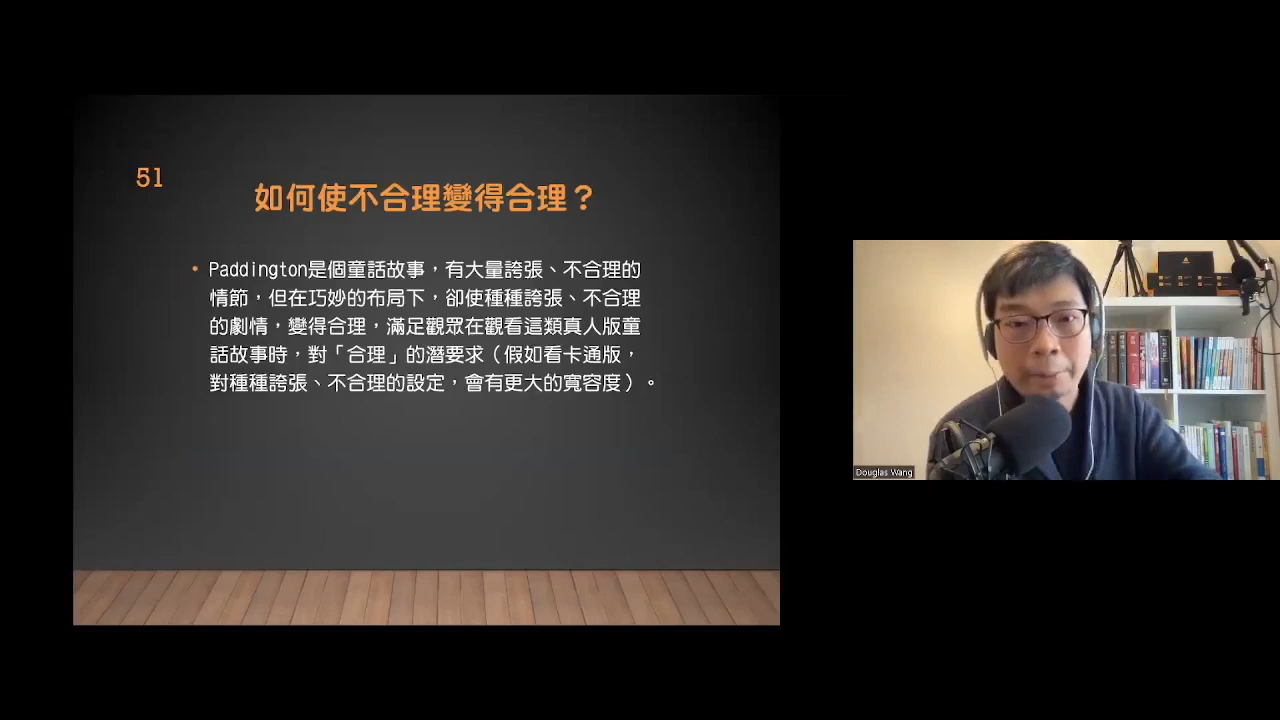 51
如何使不合理變得合理？
• Paddington是個童話故事，有大量誇張、不合理的
情節，但在巧妙的布局下，卻使種種誇張、不合理
的劇情，變得合理，滿足觀眾在觀看這類真人版童
話故事時，對「合理」的潛要求（假如看卡通版，
對種種誇張、不合理的設定，會有更大的寬容度）。
Douglas Wang